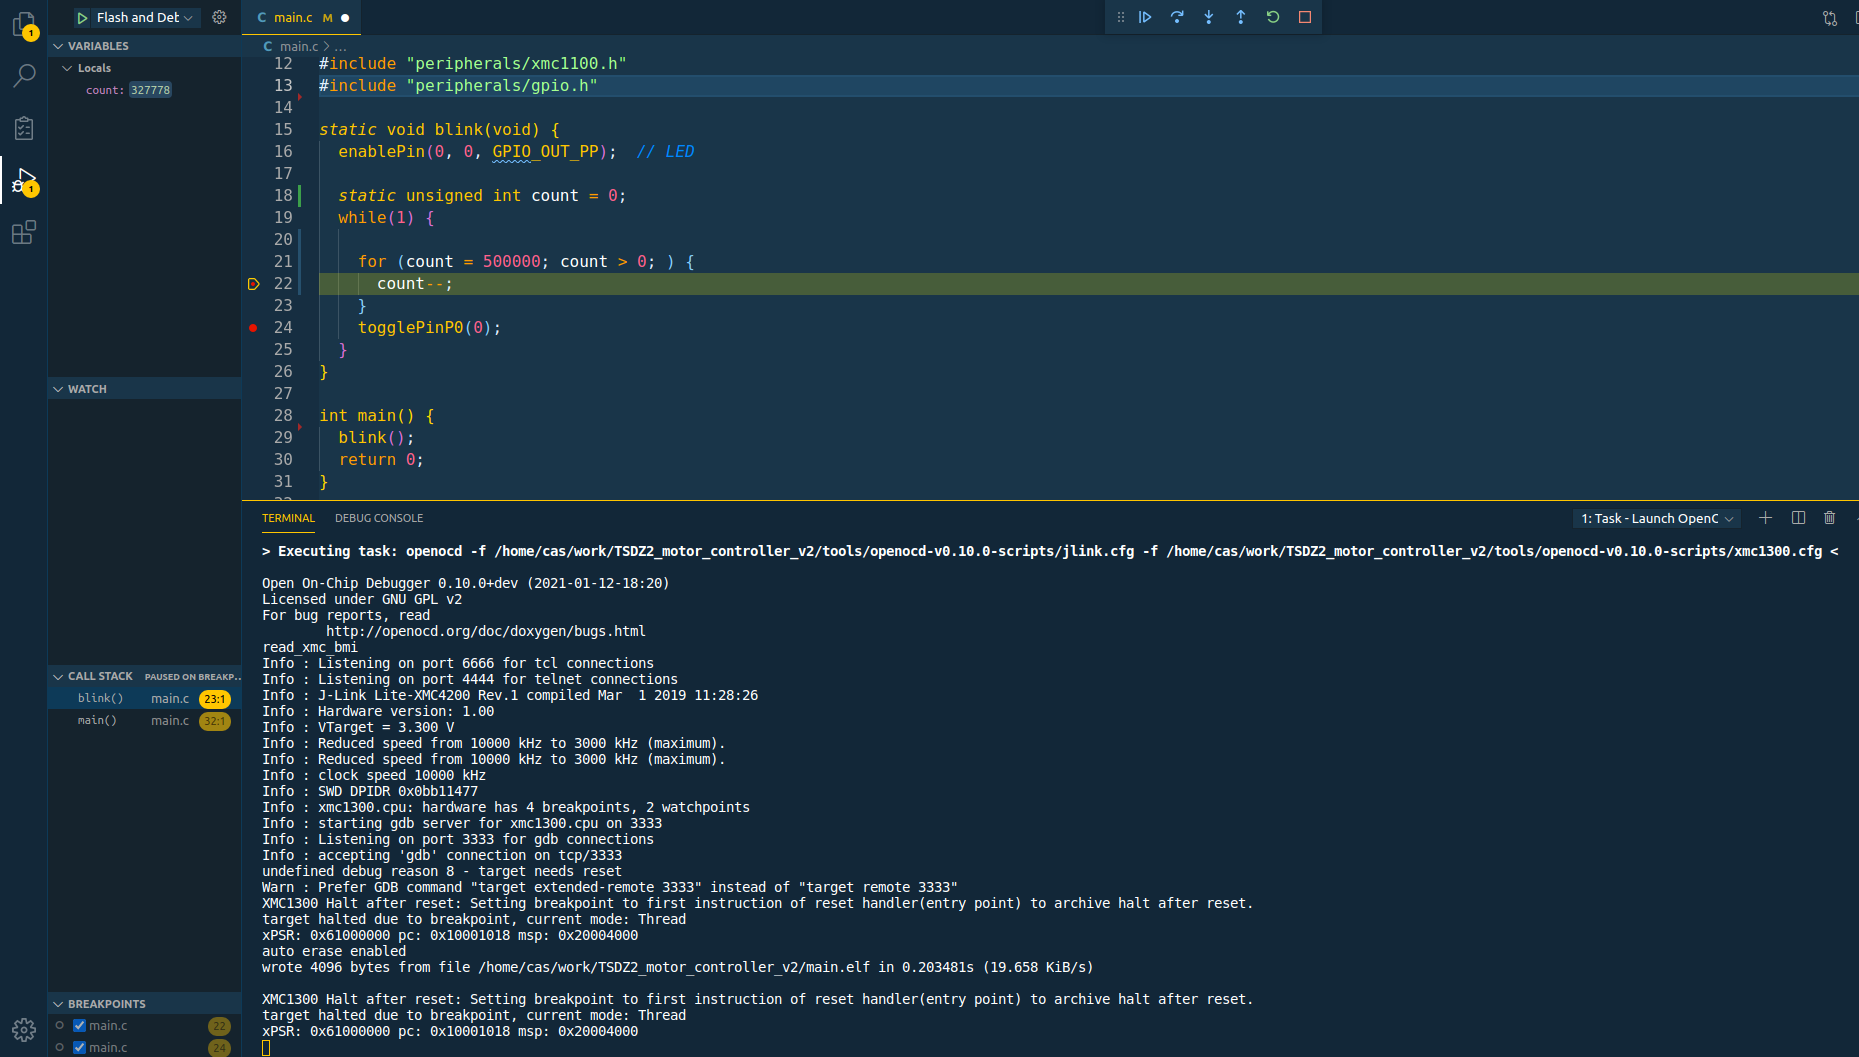 Flash and Det
C main.c M
1
VARIABLES
Locals
count: 327778
1
WATCH
CALL STACK PAUSED ON BREAKP..
blink() main.c 23:1
main() main.c 32:1
BREAKPOINTS
main.c 22
main.c 24
C main.c > ...
12 #include "peripherals/xmc1100.h"
13 #include "peripherals/gpio.h"
14
15 static void blink(void) {
16   enablePin(0, 0, GPIO_OUT_PP);  // LED
17
18   static unsigned int count = 0;
19   while(1) {
20
21     for (count = 500000; count > 0; ) {
22       count--;
23     }
24     togglePinP0(0);
25   }
26 }
27
28 int main() {
29   blink();
30   return 0;
31 }
TERMINAL DEBUG CONSOLE 1: Task - Launch OpenC
> Executing task: openocd -f /home/cas/work/TSDZ2_motor_controller_v2/tools/openocd-v0.10.0-scripts/jlink.cfg -f /home/cas/work/TSDZ2_motor_controller_v2/tools/openocd-v0.10.0-scripts/xmc1300.cfg <
Open On-Chip Debugger 0.10.0+dev (2021-01-12-18:20)
Licensed under GNU GPL v2
For bug reports, read
        http://openocd.org/doc/doxygen/bugs.html
read_xmc_bmi
Info : Listening on port 6666 for tcl connections
Info : Listening on port 4444 for telnet connections
Info : J-Link Lite-XMC4200 Rev.1 compiled Mar  1 2019 11:28:26
Info : Hardware version: 1.00
Info : VTarget = 3.300 V
Info : Reduced speed from 10000 kHz to 3000 kHz (maximum).
Info : Reduced speed from 10000 kHz to 3000 kHz (maximum).
Info : clock speed 10000 kHz
Info : SWD DPIDR 0x0bb11477
Info : xmc1300.cpu: hardware has 4 breakpoints, 2 watchpoints
Info : starting gdb server for xmc1300.cpu on 3333
Info : Listening on port 3333 for gdb connections
Info : accepting 'gdb' connection on tcp/3333
undefined debug reason 8 - target needs reset
Warn : Prefer GDB command "target extended-remote 3333" instead of "target remote 3333"
XMC1300 Halt after reset: Setting breakpoint to first instruction of reset handler(entry point) to archive halt after reset.
target halted due to breakpoint, current mode: Thread
xPSR: 0x61000000 pc: 0x10001018 msp: 0x20004000
auto erase enabled
wrote 4096 bytes from file /home/cas/work/TSDZ2_motor_controller_v2/main.elf in 0.203481s (19.658 KiB/s)
XMC1300 Halt after reset: Setting breakpoint to first instruction of reset handler(entry point) to archive halt after reset.
target halted due to breakpoint, current mode: Thread
xPSR: 0x61000000 pc: 0x10001018 msp: 0x20004000